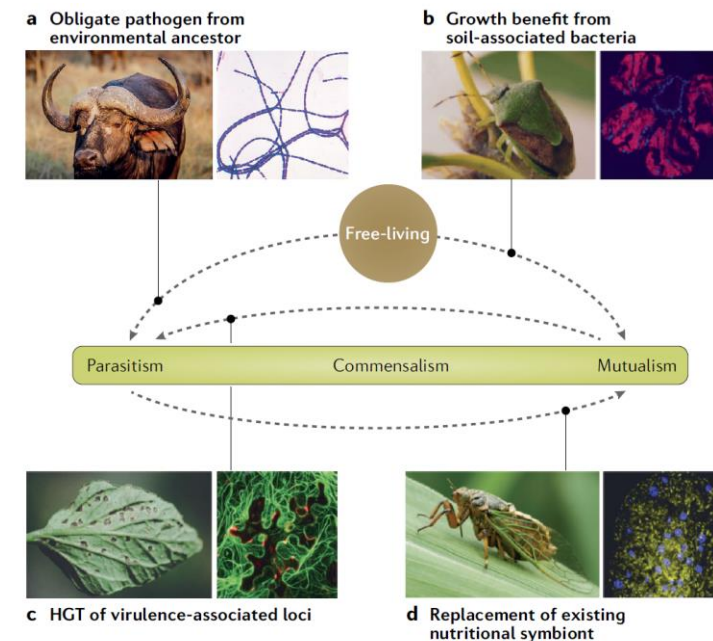 a Obligate pathogen from
environmental ancestor
b Growth benefit from
soil-associated bacteria
Free-living
Parasitism
Commensalism
Mutualism
c HGT of virulence-associated loci
d Replacement of existing
nutritional symbiont